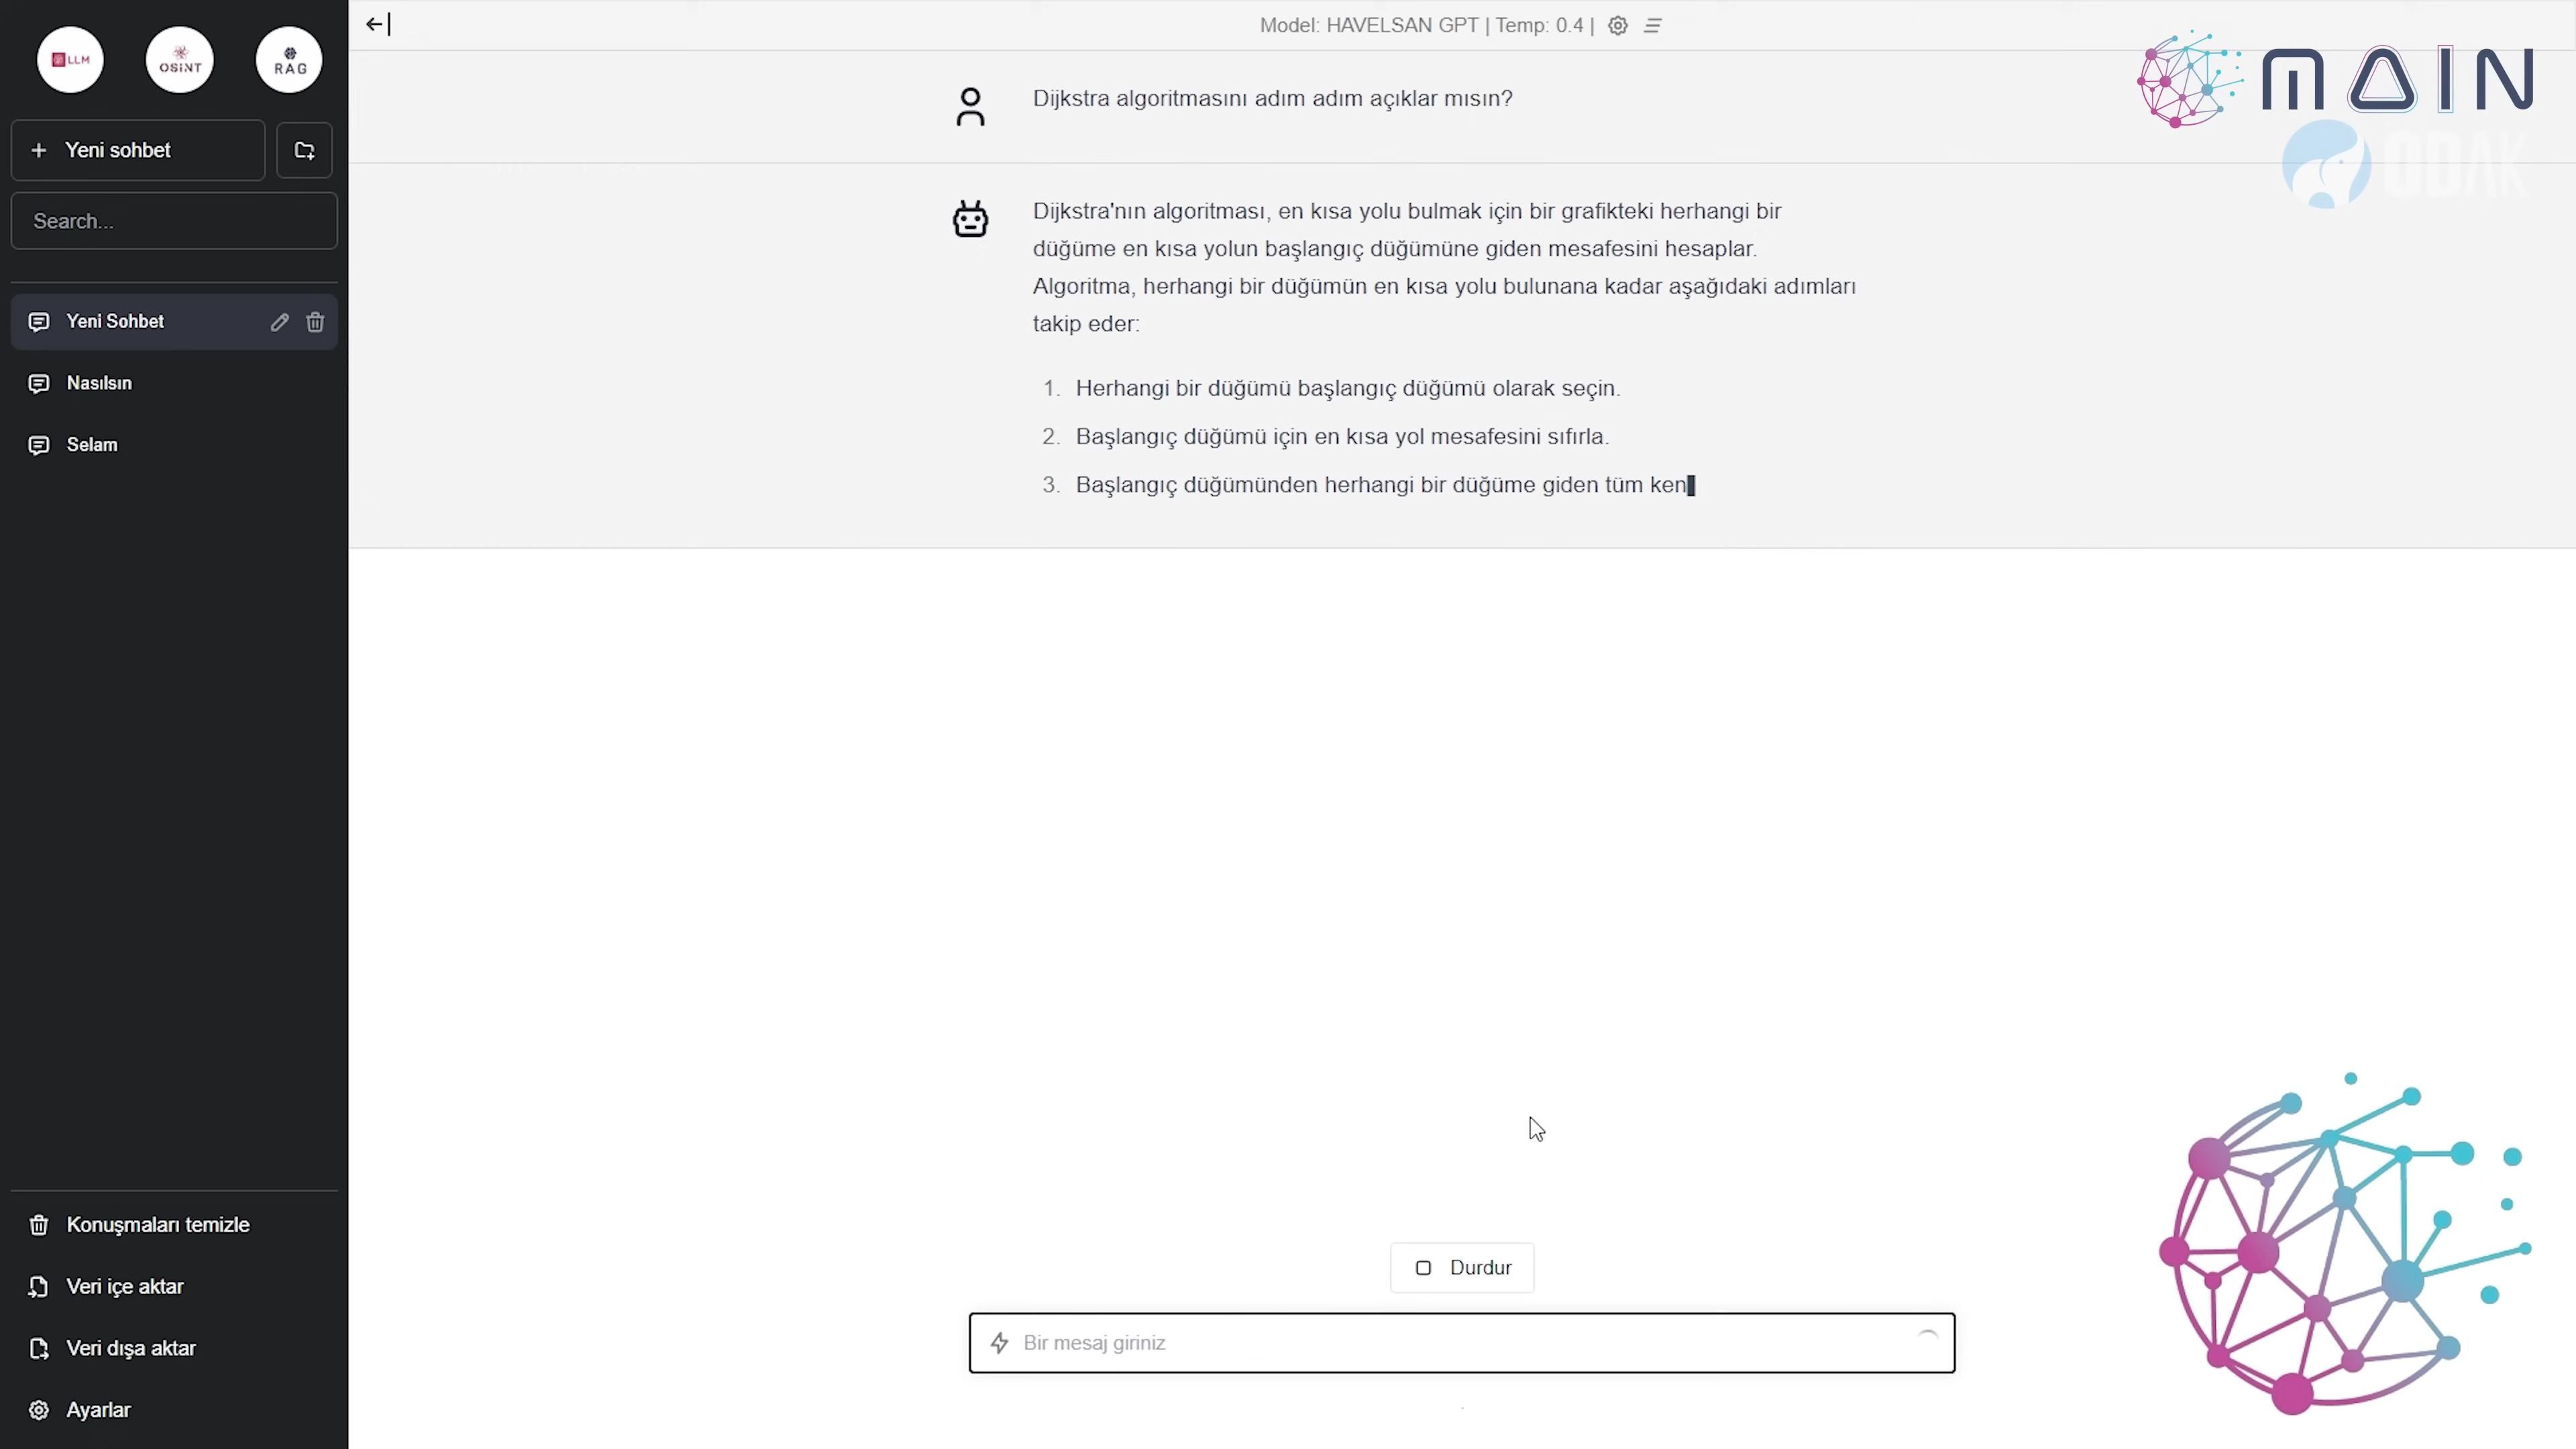 LLM
OSINT
RAG
Yeni sohbet
Search...
Yeni Sohbet
Nasılsın
Selam
Konuşmaları temizle
Veri içe aktar
Veri dışa aktar
Ayarlar
Model: HAVELSAN GPT | Temp: 0.4 |
MAIN
ODAK
Dijkstra algoritmasını adım adım açıklar mısın?
Dijkstra'nın algoritması, en kısa yolu bulmak için bir grafikteki herhangi bir
düğüme en kısa yolun başlangıç düğümüne giden mesafesini hesaplar.
Algoritma, herhangi bir düğümün en kısa yolu bulunana kadar aşağıdaki adımları
takip eder:
1. Herhangi bir düğümü başlangıç düğümü olarak seçin.
2. Başlangıç düğümü için en kısa yol mesafesini sıfırla.
3. Başlangıç düğümünden herhangi bir düğüme giden tüm ken
Durdur
Bir mesaj giriniz